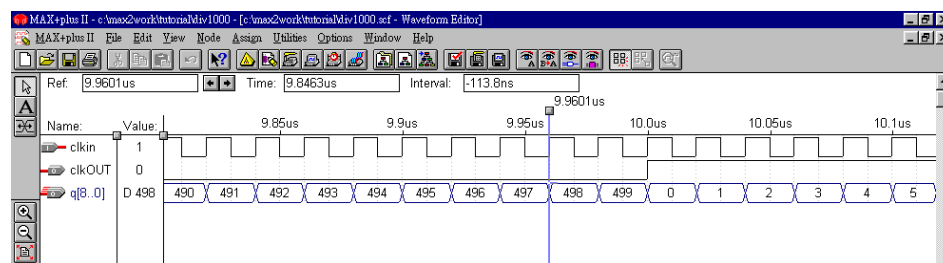 MAX+plus II - c:\max2work\tutorial\div1000 - [c:\max2work\tutorial\div1000.scf - Waveform Editor]
MAX+plus II File Edit View Node Assign Utilities Options Window Help
Ref: 9.9601us Time: 9.8463us Interval: -113.8ns
9.9601us
Name: Value: 9.85us 9.9us 9.95us 10.0us 10.05us 10.1us
clkin 1
clkOUT 0
q[8..0] D 498 490 491 492 493 494 495 496 497 498 499 0 1 2 3 4 5